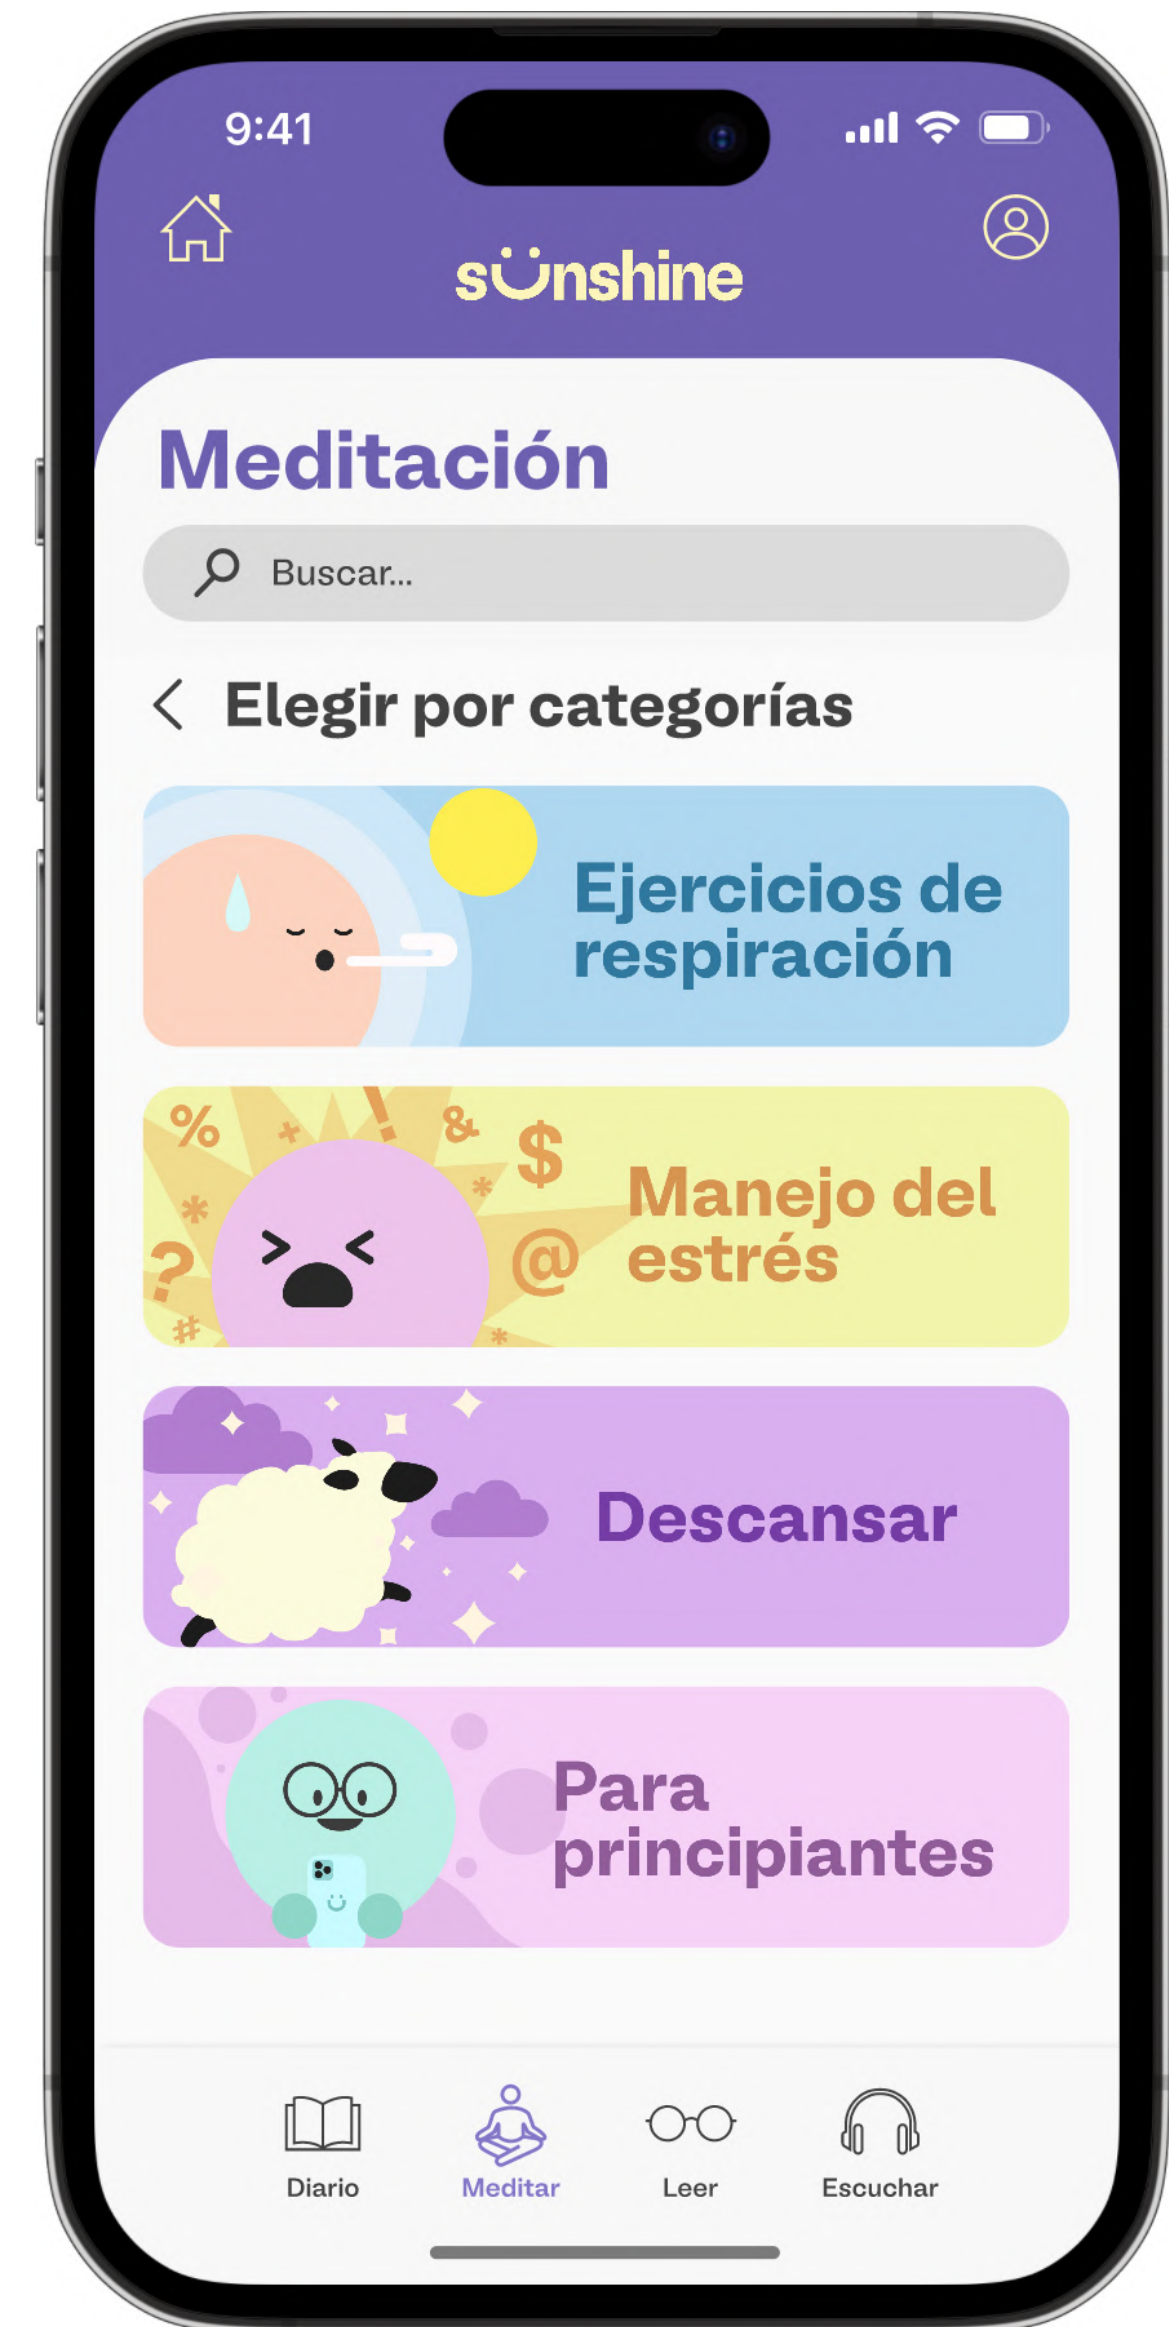 9:41
sünshine
Meditación
Buscar...
Elegir por categorías
Ejercicios de
respiración
% + ! & $
* * @
? # *
Manejo del
estrés
Descansar
Para
principiantes
Diario
Meditar
Leer
Escuchar